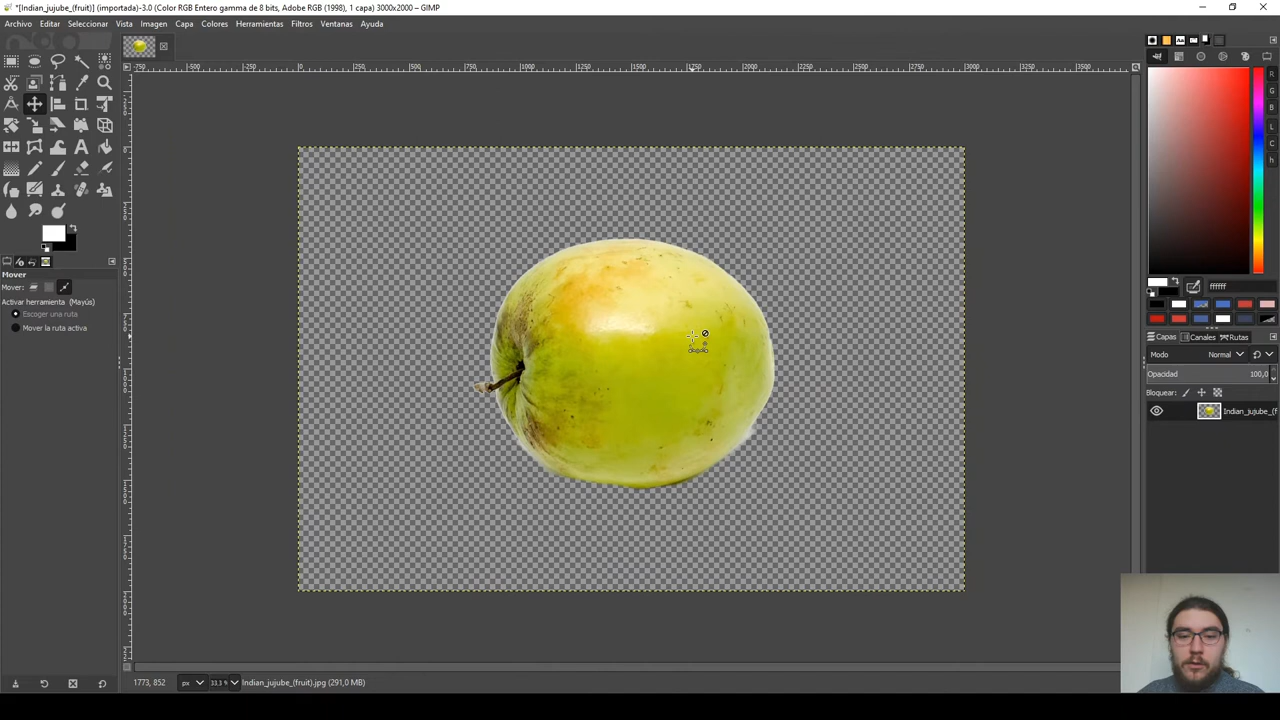 *[Indian_jujube_(fruit)] (importada)-3.0 (Color RGB Entero gamma de 8 bits, Adobe RGB (1998), 1 capa) 3000x2000 – GIMP
Archivo Editar Seleccionar Vista Imagen Capa Colores Herramientas Filtros Ventanas Ayuda
Mover
Mover:
Activar herramienta (Mayús)
Escoger una ruta
Mover la ruta activa
R
G
B
L
C
h
ffffff
Capas Canales Rutas
Modo Normal
Opacidad 100,0
Bloquear:
Indian_jujube_(f
1773, 852 px 33,3 % Indian_jujube_(fruit).jpg (291,0 MB)